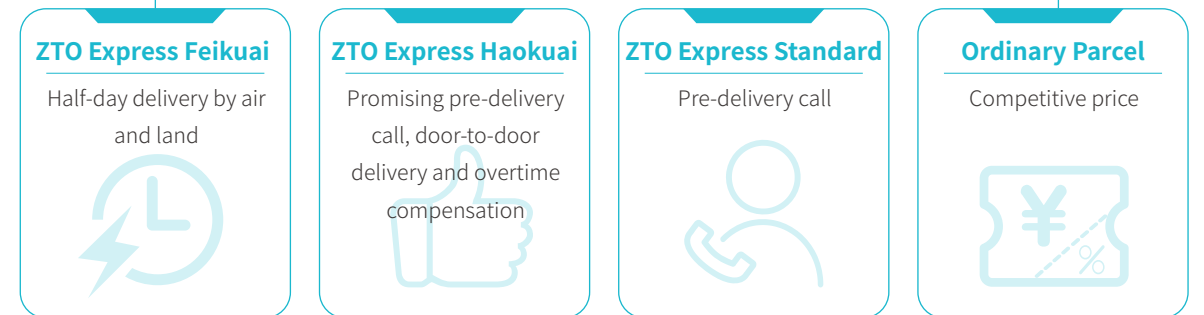 ZTO Express Feikuai
Half-day delivery by air
and land
ZTO Express Haokuai
Promising pre-delivery
call, door-to-door
delivery and overtime
compensation
ZTO Express Standard
Pre-delivery call
Ordinary Parcel
Competitive price
¥
%